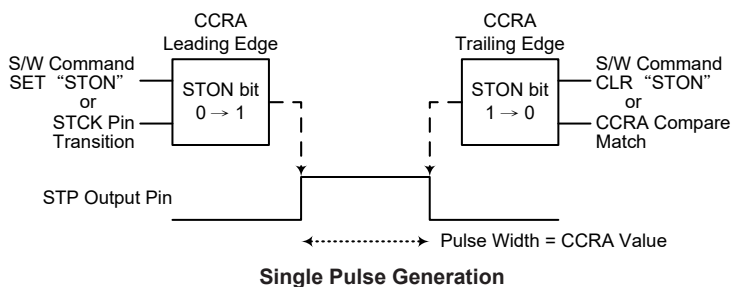 CCRA
Leading Edge
S/W Command
SET “STON”
or
STCK Pin
Transition
STON bit
0 → 1
CCRA
Trailing Edge
STON bit
1 → 0
S/W Command
CLR “STON”
or
CCRA Compare
Match
STP Output Pin
Pulse Width = CCRA Value
Single Pulse Generation